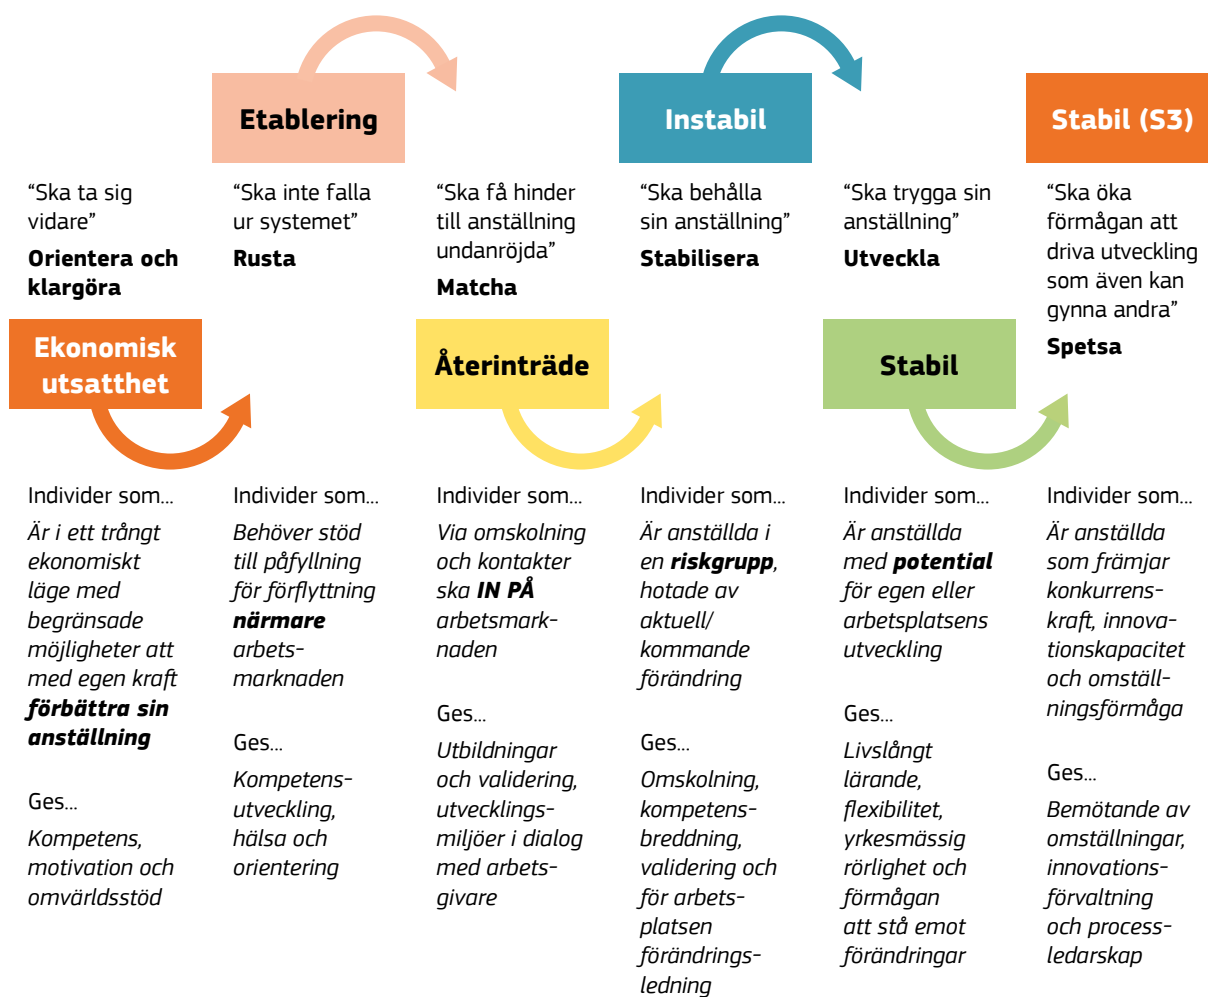 Etablering
Instabil
Stabil (S3)
“Ska ta sig
vidare”
Orientera och
klargöra
“Ska inte falla
ur systemet”
Rusta
“Ska få hinder
till anställning
undanröjda”
Matcha
“Ska behålla
sin anställning”
Stabilisera
“Ska trygga sin
anställning”
Utveckla
“Ska öka
förmågan att
driva utveckling
som även kan
gynna andra”
Spetsa
Ekonomisk
utsatthet
Återinträde
Stabil
Individer som...
Är i ett trångt
ekonomiskt
läge med
begränsade
möjligheter att
med egen kraft
förbättra sin
anställning
Ges...
Kompetens,
motivation och
omvärldsstöd
Individer som...
Behöver stöd
till påfyllning
för förflyttning
närmare
arbets-
marknaden
Ges...
Kompetens-
utveckling,
hälsa och
orientering
Individer som...
Via omskolning
och kontakter
ska IN PÅ
arbetsmark-
naden
Ges...
Utbildningar
och validering,
utvecklings-
miljöer i dialog
med arbets-
givare
Individer som...
Är anställda i
en riskgrupp,
hotade av
aktuell/
kommande
förändring
Ges...
Omskolning,
kompetens-
breddning,
validering och
för arbets-
platsen
förändrings-
ledning
Individer som...
Är anställda
med potential
för egen eller
arbetsplatsens
utveckling
Ges...
Livslångt
lärande,
flexibilitet,
yrkesmässig
rörlighet och
förmågan
att stå emot
förändringar
Individer som...
Är anställda
som främjar
konkurrens-
kraft, innova-
tionskapacitet
och omställ-
ningsförmåga
Ges...
Bemötande av
omställningar,
innovations-
förvaltning
och process-
ledarskap